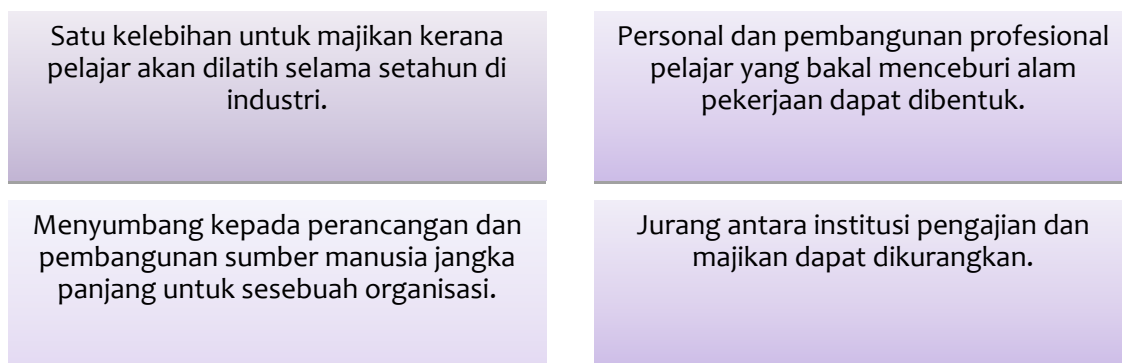 Satu kelebihan untuk majikan kerana
pelajar akan dilatih selama setahun di
industri.
Personal dan pembangunan profesional
pelajar yang bakal menceburi alam
pekerjaan dapat dibentuk.
Menyumbang kepada perancangan dan
pembangunan sumber manusia jangka
panjang untuk sesebuah organisasi.
Jurang antara institusi pengajian dan
majikan dapat dikurangkan.